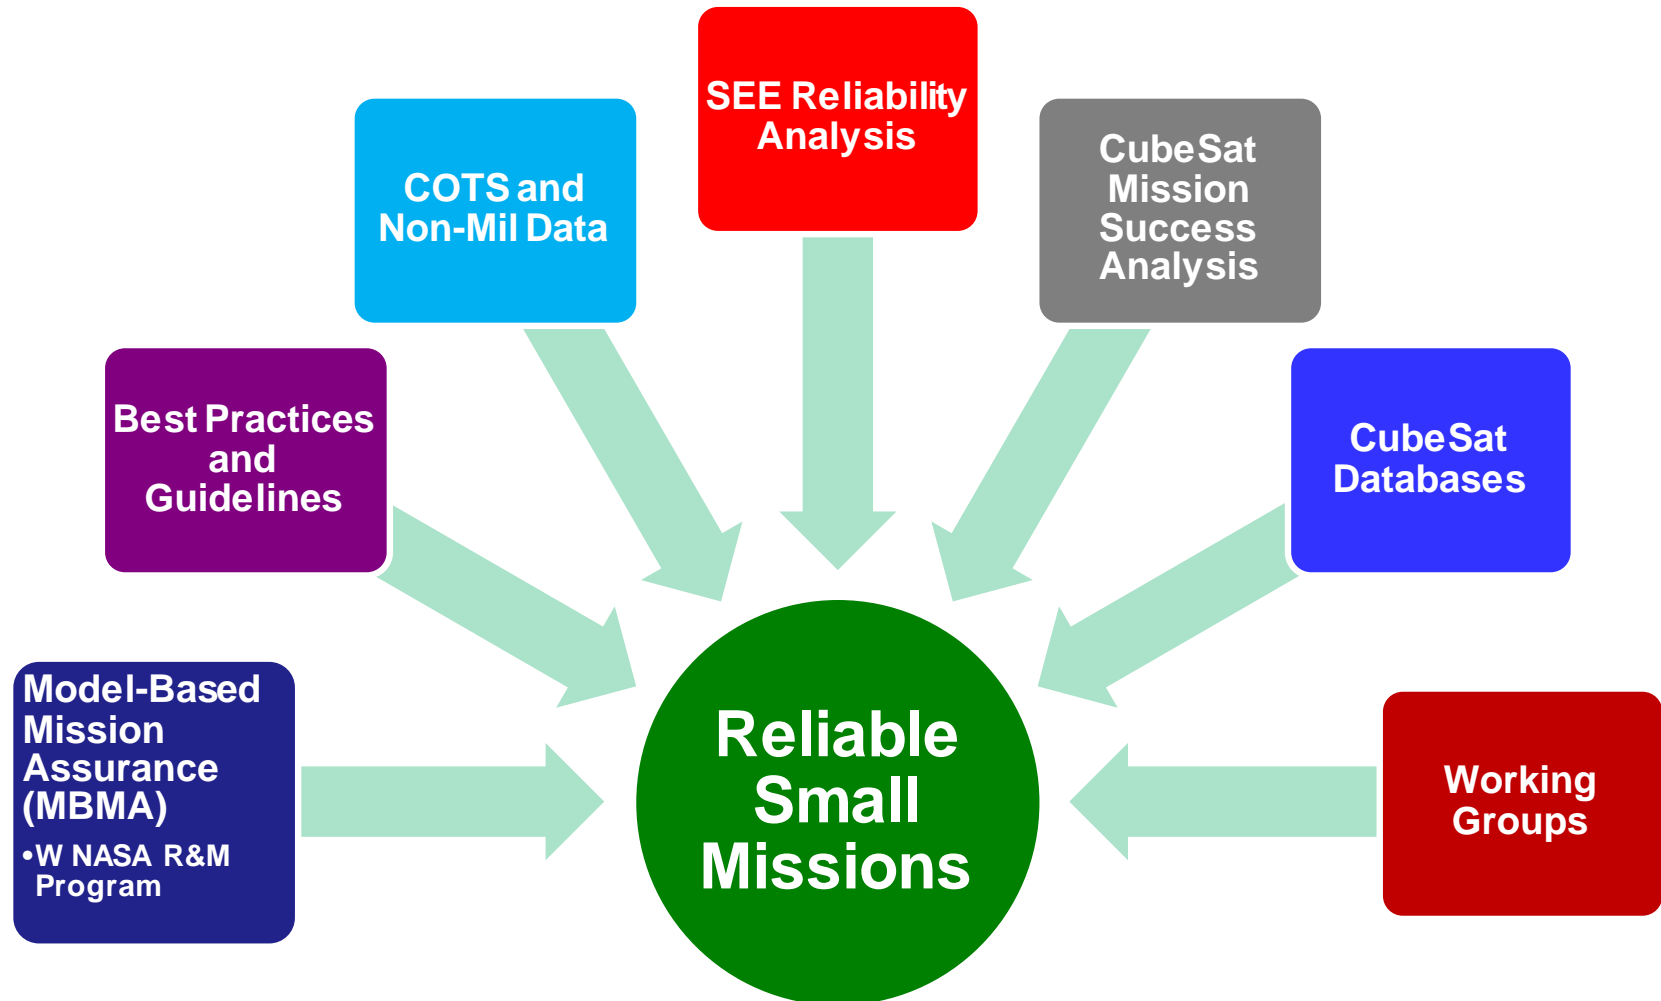 SEE Reliability
Analysis
COTS and
Non-Mil Data
CubeSat
Mission
Success
Analysis
Best Practices
and
Guidelines
CubeSat
Databases
Model-Based
Mission
Assurance
(MBMA)
•W NASA R&M
Program
Reliable
Small
Missions
Working
Groups